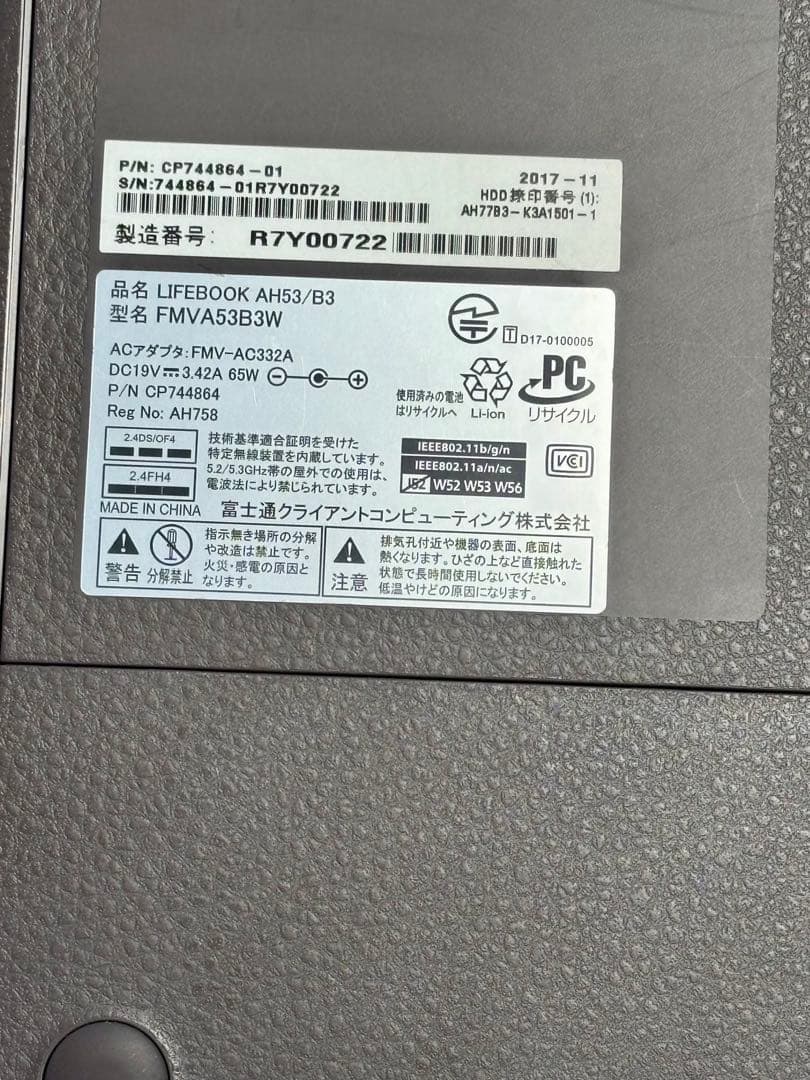 P/N: CP744864-01
S/N:744864-01R7Y00722
2017-11
HDD捺印番号(1):
AH77B3-K3A1501-1
製造番号: R7Y00722
品名 LIFEBOOK AH53/B3
型名 FMVA53B3W
T D17-0100005
ACアダプタ:FMV-AC332A
DC19V 3.42A 65W
P/N CP744864
Reg No: AH758
使用済みの電池
はリサイクルへ
Li-ion
PC
リサイクル
2.4DS/OF4
2.4FH4
技術基準適合証明を受けた
特定無線装置を内蔵しています。
5.2/5.3GHz帯の屋外での使用は、
電波法により禁じられています。
IEEE802.11b/g/n
IEEE802.11a/n/ac
J52 W52 W53 W56
VCCI
MADE IN CHINA
富士通クライアントコンピューティング株式会社
警告
分解禁止
指示無き場所の分解
や改造は禁止です。
火災・感電の原因と
なります。
注意
排気孔付近や機器の表面、底面は
熱くなります。ひざの上など直接触れた
状態で長時間使用しないでください。
低温やけどの原因になります。